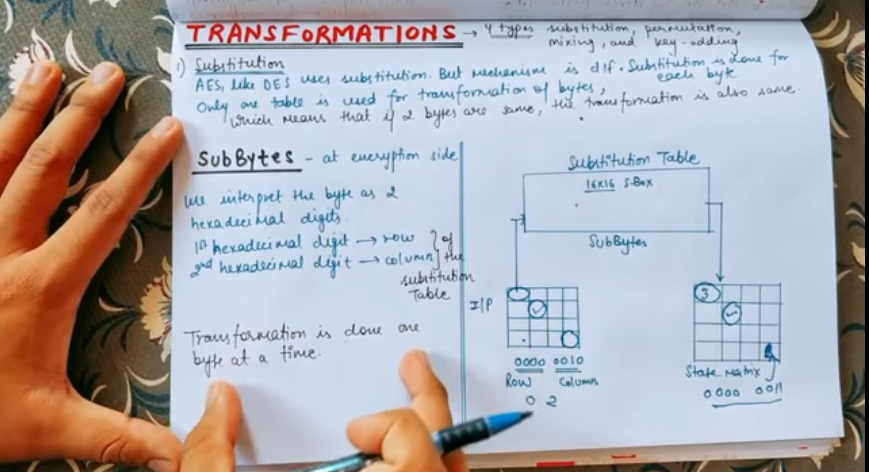 TRANSFORMATIONS → 4 types substitution, permutation,
mixing, and key-adding
1) Substitution
AES, like DES uses substitution. But mechanism is dif. Substitution is done for
each byte
Only one table is used for transformation of bytes,
which means that if 2 bytes are same, the transformation is also same.
SubBytes - at encryption side
We interpret the byte as 2
hexadecimal digits.
1st hexadecimal digit → row } of
2nd hexadecimal digit → column } the
substitution
Table
Transformation is done one
byte at a time.
Substitution Table
16x16 S-Box
SubBytes
I/P
3
0000 0010
Row Column
0 2
State Matrix
0000 0011